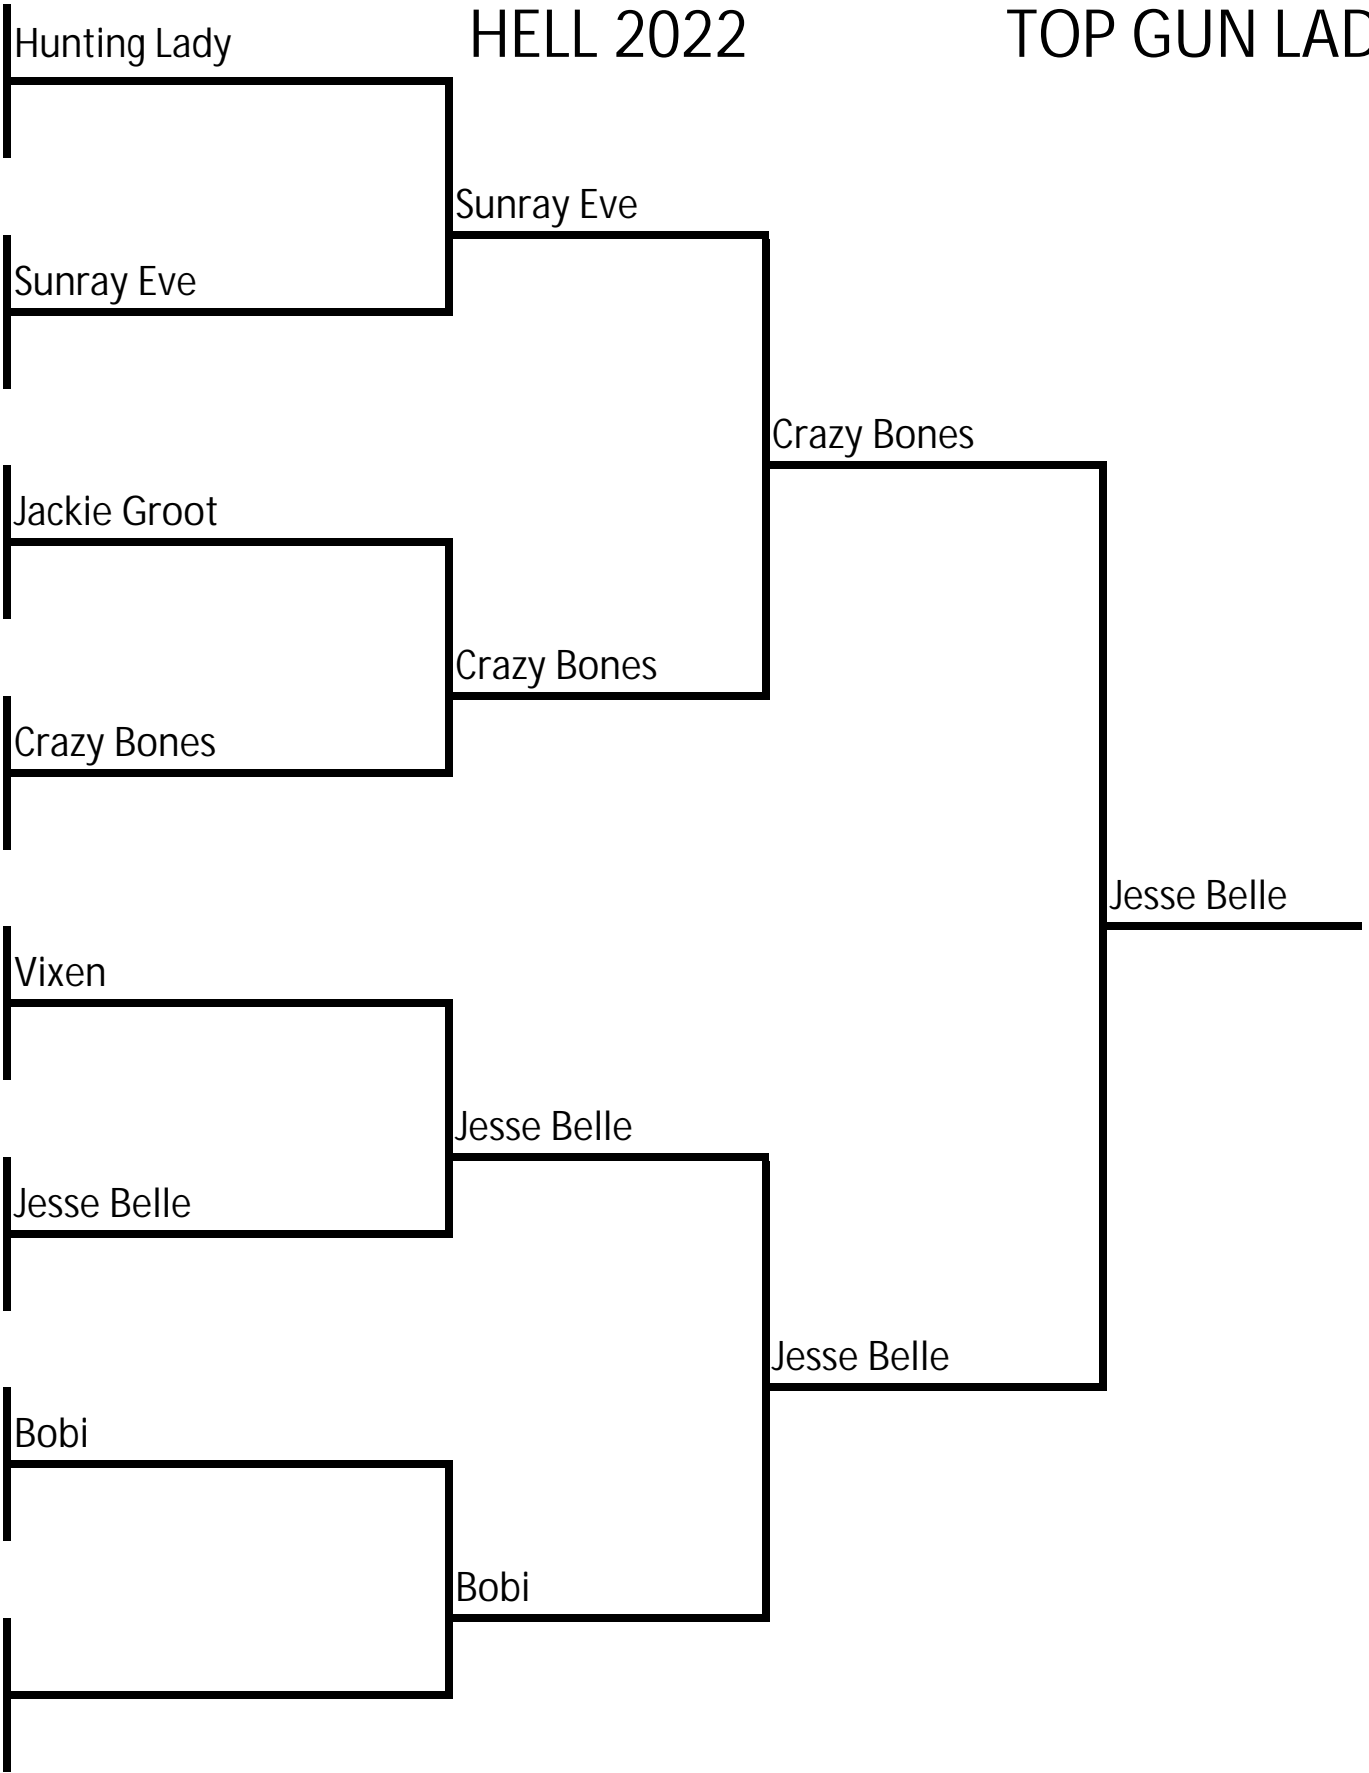 Hunting Lady
HELL 2022
TOP GUN LAD
Sunray Eve
Sunray Eve
Crazy Bones
Jackie Groot
Crazy Bones
Crazy Bones
Jesse Belle
Vixen
Jesse Belle
Jesse Belle
Jesse Belle
Bobi
Bobi